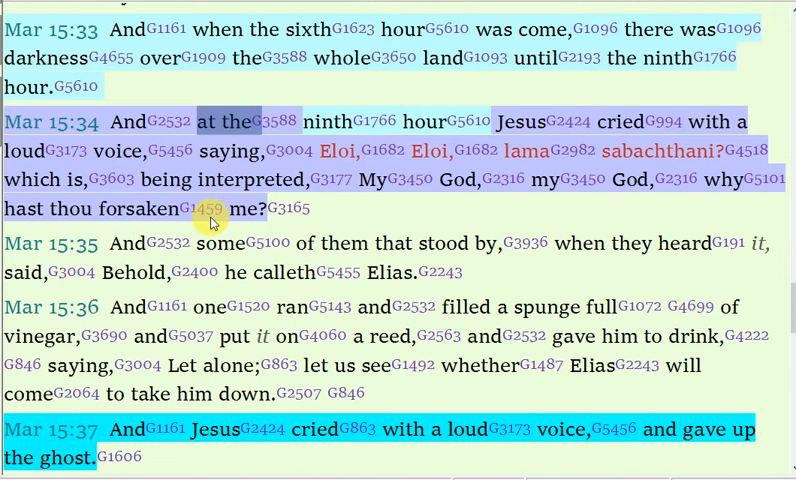 Mar 15:33 AndG1161 when the sixthG1623 hourG5610 was come,G1096 there wasG1096
darknessG4655 overG1909 theG3588 wholeG3650 landG1093 untilG2193 the ninthG1766
hour.G5610
Mar 15:34 AndG2532 at theG3588 ninthG1766 hourG5610 JesusG2424 criedG994 with a
loudG3173 voice,G5456 saying,G3004 Eloi,G1682 Eloi,G1682 lamaG2982 sabachthani?G4518
which is,G3603 being interpreted,G3177 MyG3450 God,G2316 myG3450 God,G2316 whyG5101
hast thou forsakenG1459 me?G3165
Mar 15:35 AndG2532 someG5100 of them that stood by,G3936 when they heardG191 it,
said,G3004 Behold,G2400 he callethG5455 Elias.G2243
Mar 15:36 AndG1161 oneG1520 ranG5143 andG2532 filled a spunge fullG1072 G4699 of
vinegar,G3690 andG5037 put it onG4060 a reed,G2563 andG2532 gave him to drink,G4222
G846 saying,G3004 Let alone;G863 let us seeG1492 whetherG1487 EliasG2243 will
comeG2064 to take him down.G2507 G846
Mar 15:37 AndG1161 JesusG2424 criedG863 with a loudG3173 voice,G5456 and gave up
the ghost.G1606